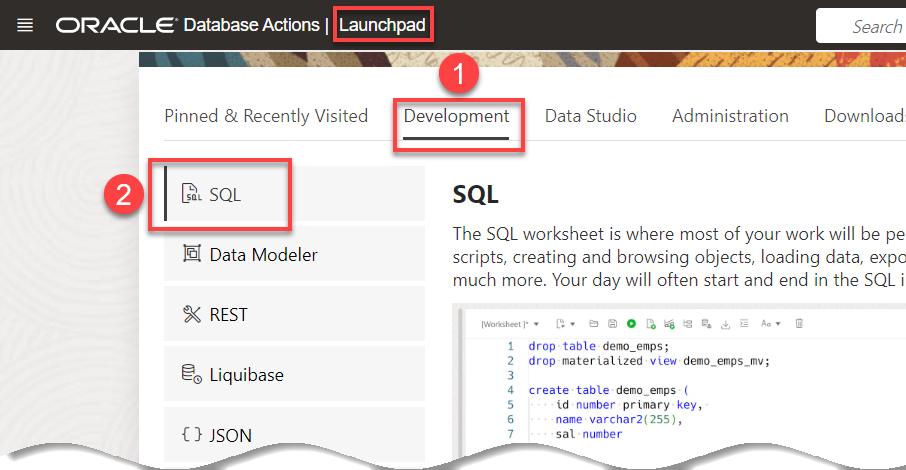 ORACLE Database Actions | Launchpad
Search
1
Pinned & Recently Visited Development Data Studio Administration Downloads
2
SQL
Data Modeler
REST
Liquibase
{ } JSON
SQL
The SQL worksheet is where most of your work will be pe
scripts, creating and browsing objects, loading data, expo
much more. Your day will often start and end in the SQL i
[Worksheet ]* Aa
1 drop table demo_emps;
2 drop materialized view demo_emps_mv;
3
4 create table demo_emps (
5 id number primary key,
6 name varchar2(255),
7 sal number